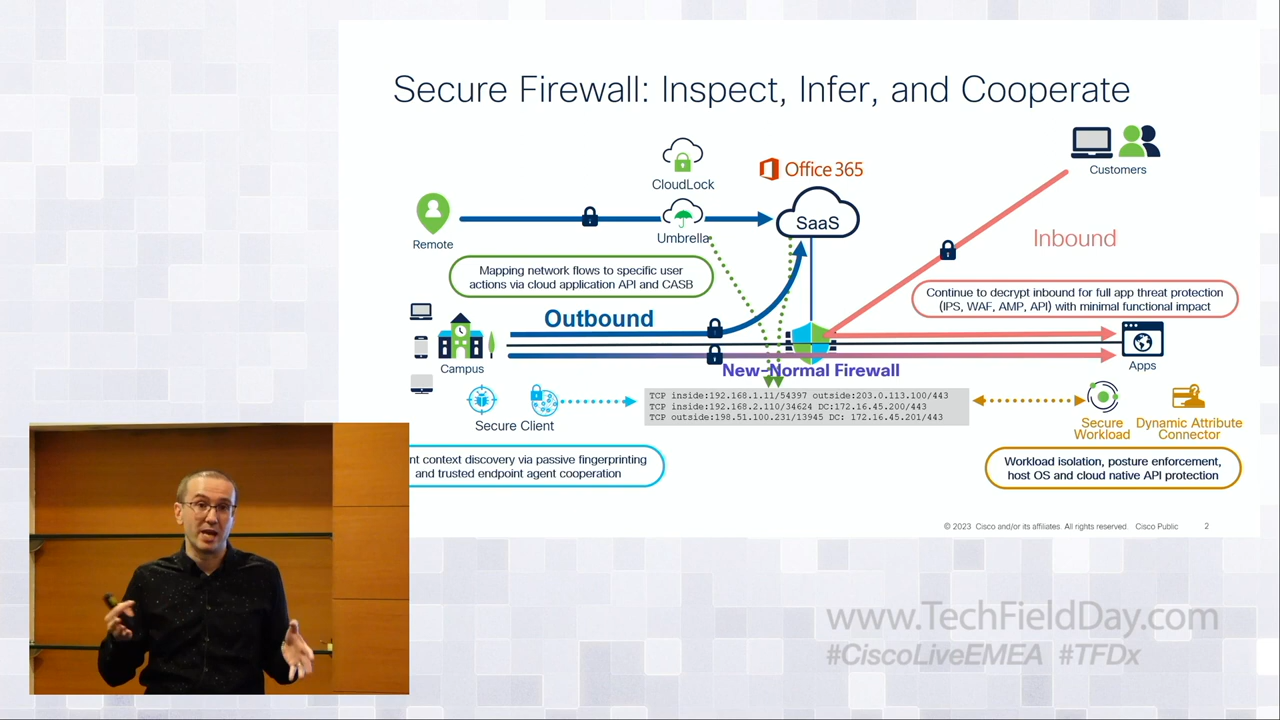 Secure Firewall: Inspect, Infer, and Cooperate
CloudLock
Office 365
Customers
Remote
Umbrella
SaaS
Inbound
Mapping network flows to specific user
actions via cloud application API and CASB
Continue to decrypt inbound for full app threat protection
(IPS, WAF, AMP, API) with minimal functional impact
Outbound
Campus
New-Normal Firewall
Apps
TCP inside:192.168.1.11/54397 outside:203.0.113.100/443
TCP inside:192.168.2.110/34624 DC:172.16.45.200/443
TCP outside:198.51.100.231/13945 DC: 172.16.45.201/443
Secure Client
Secure
Workload
Dynamic Attribute
Connector
nt context discovery via passive fingerprinting
and trusted endpoint agent cooperation
Workload isolation, posture enforcement,
host OS and cloud native API protection
© 2023 Cisco and/or its affiliates. All rights reserved. Cisco Public 2
www.TechFieldDay.com
#CiscoLiveEMEA #TFDx